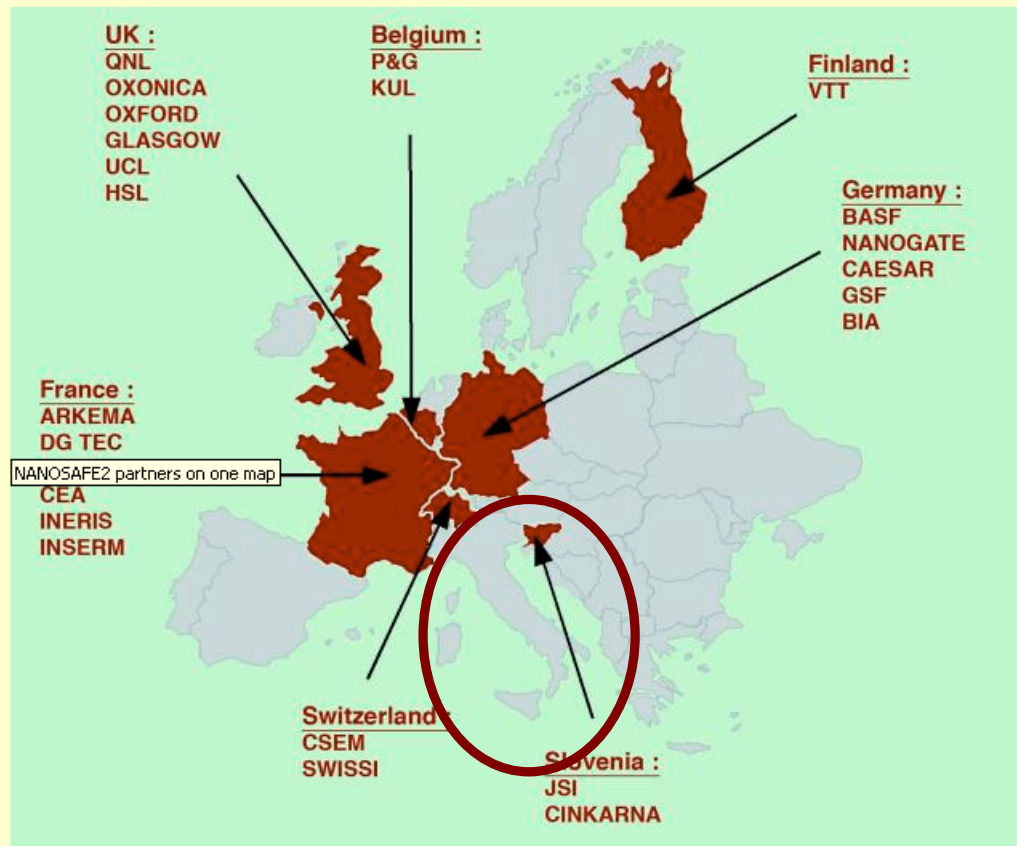 UK :
QNL
OXONICA
OXFORD
GLASGOW
UCL
HSL
Belgium :
P&G
KUL
Finland :
VTT
Germany :
BASF
NANOGATE
CAESAR
GSF
BIA
France :
ARKEMA
DG TEC
NANOSAFE2 partners on one map
CEA
INERIS
INSERM
Switzerland :
CSEM
SWISSI
Slovenia :
JSI
CINKARNA